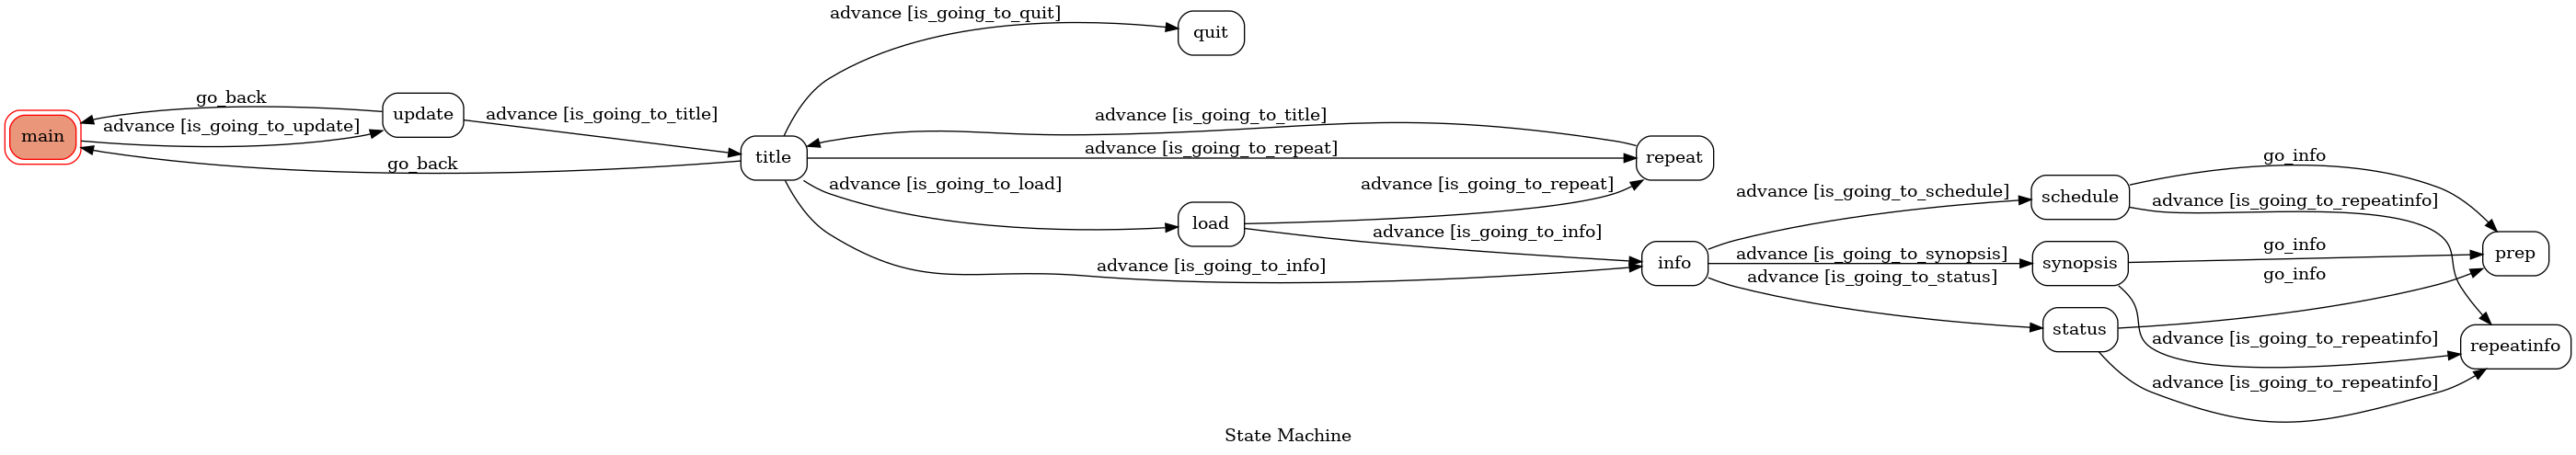 advance [is_going_to_quit]
quit
go_back
main
advance [is_going_to_update]
update
advance [is_going_to_title]
go_back
title
advance [is_going_to_title]
advance [is_going_to_repeat]
repeat
advance [is_going_to_load]
advance [is_going_to_repeat]
load
advance [is_going_to_info]
advance [is_going_to_info]
info
advance [is_going_to_schedule]
schedule
advance [is_going_to_synopsis]
synopsis
advance [is_going_to_status]
status
go_info
advance [is_going_to_repeatinfo]
go_info
prep
go_info
advance [is_going_to_repeatinfo]
repeatinfo
advance [is_going_to_repeatinfo]
State Machine